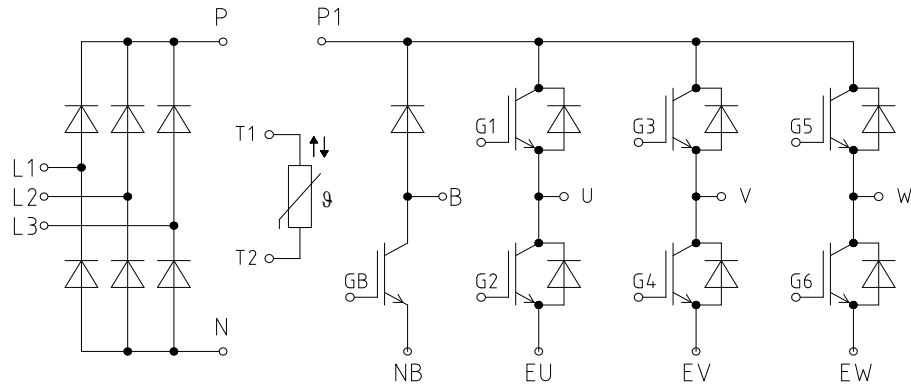 P P1
T1
G1 G3 G5
L1
L2 ϑ B U V W
L3
T2
GB G2 G4 G6
N
NB EU EV EW